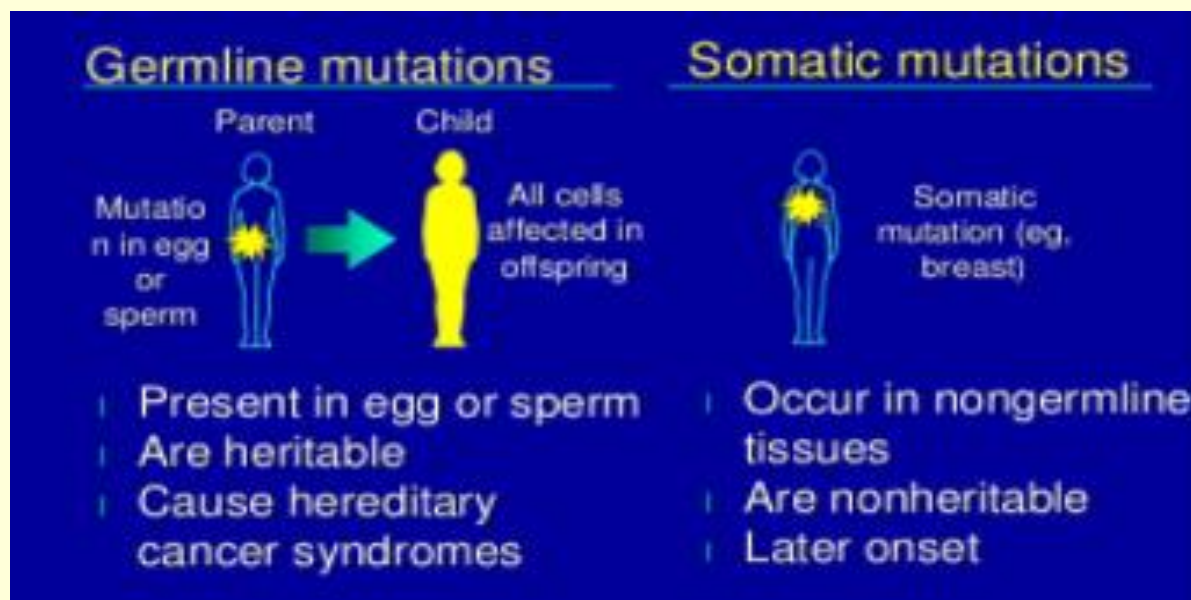 Germline mutations
Parent
Child
Mutatio
n in egg
or
sperm
All cells
affected in
offspring
Present in egg or sperm
Are heritable
Cause hereditary
cancer syndromes
Somatic mutations
Somatic
mutation (eg,
breast)
Occur in nongermline
tissues
Are nonheritable
Later onset